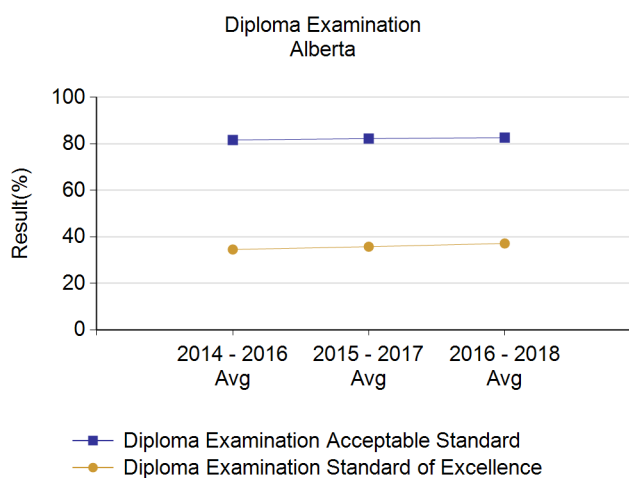 Diploma Examination
Alberta
100
80
60
40
20
0
Result(%)
2014 - 2016 2015 - 2017 2016 - 2018
Avg Avg Avg
Diploma Examination Acceptable Standard
Diploma Examination Standard of Excellence